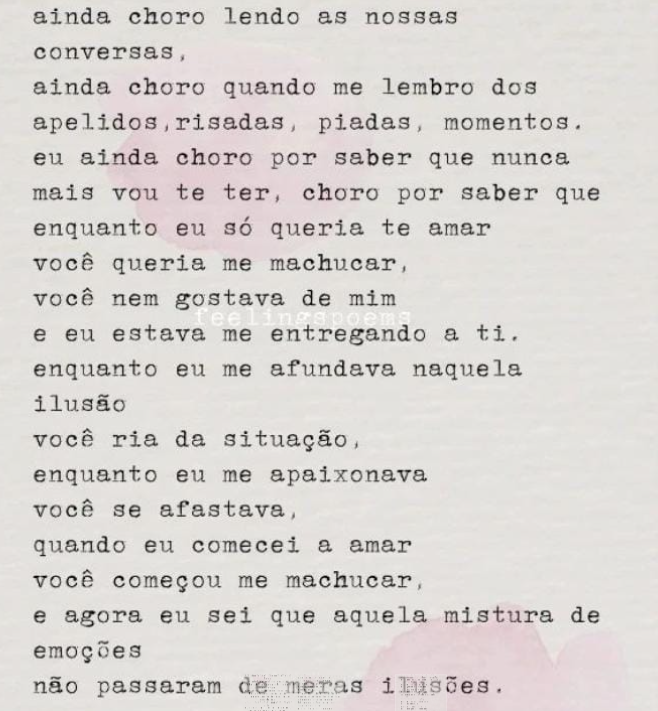 ainda choro lendo as nossas
conversas,
ainda choro quando me lembro dos
apelidos,risadas, piadas, momentos.
eu ainda choro por saber que nunca
mais vou te ter, choro por saber que
enquanto eu só queria te amar
você queria me machucar,
você nem gostava de mim
feelingspoems
e eu estava me entregando a ti.
enquanto eu me afundava naquela
ilusão
você ria da situação,
enquanto eu me apaixonava
você se afastava,
quando eu comecei a amar
você começou me machucar,
e agora eu sei que aquela mistura de
emoções
não passaram de meras ilusões.